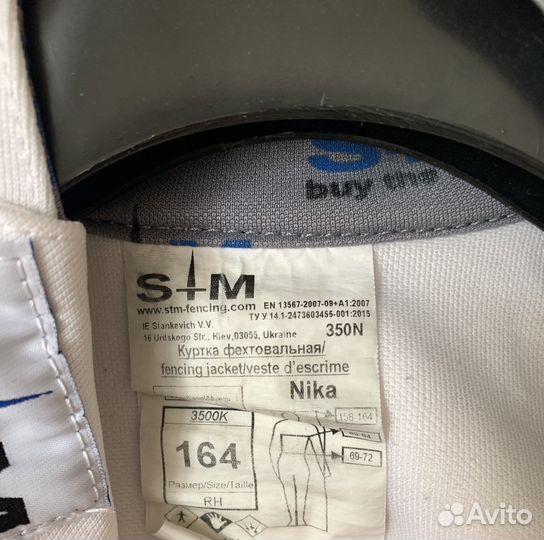 buy the
StM
www.stm-fencing.com
EN 13567-2007-09+A1:2007
ТУ У 14.1-2473803455-001:2015
IE Stankevich V.V.
16 Uritskogo Str., Kiev,03055, Ukraine
350N
Куртка фехтовальная/
fencing jacket/veste d'escrime
Nika
3500K
164
Размер/Size/Taille
RH
158-164
69-72
Avito